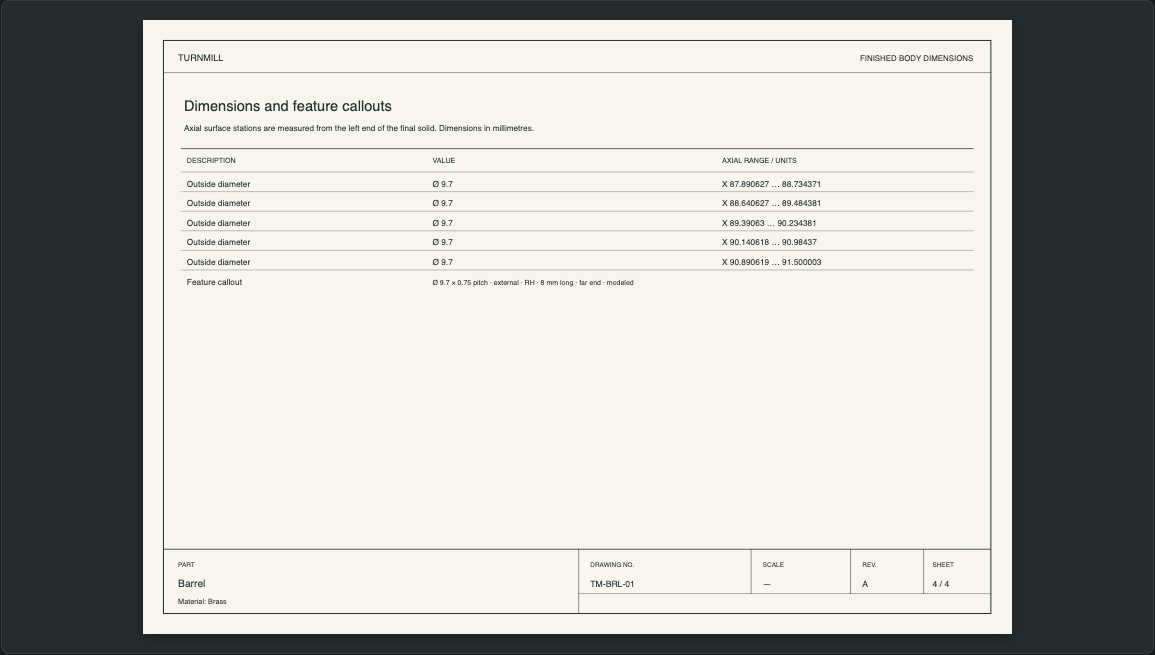 TURNMILL FINISHED BODY DIMENSIONS
Dimensions and feature callouts
Axial surface stations are measured from the left end of the final solid. Dimensions in millimetres.
DESCRIPTION VALUE AXIAL RANGE / UNITS
Outside diameter Ø 9.7 X 87.890627 … 88.734371
Outside diameter Ø 9.7 X 88.640627 … 89.484381
Outside diameter Ø 9.7 X 89.39063 … 90.234381
Outside diameter Ø 9.7 X 90.140618 … 90.98437
Outside diameter Ø 9.7 X 90.890619 … 91.500003
Feature callout Ø 9.7 × 0.75 pitch · external · RH · 8 mm long · far end · modeled
PART DRAWING NO. SCALE REV. SHEET
Barrel TM-BRL-01 — A 4 / 4
Material: Brass